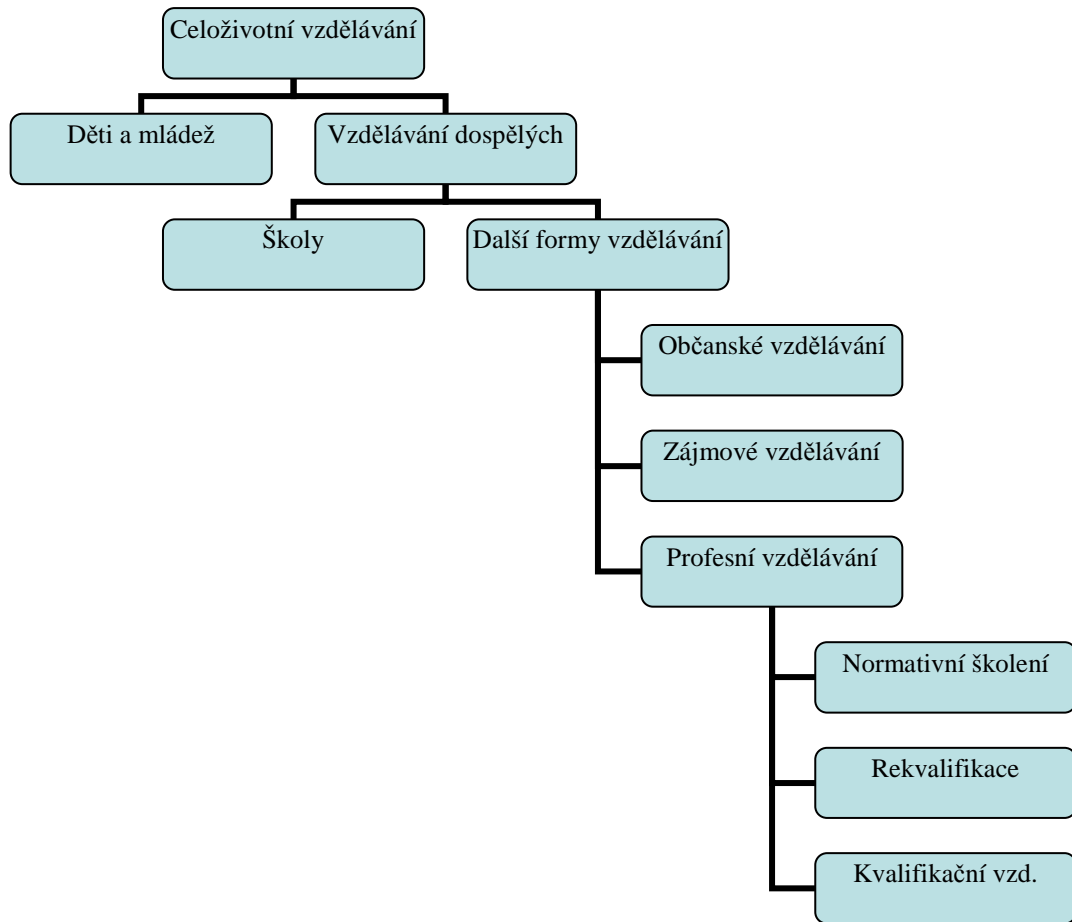 Celoživotní vzdělávání
Děti a mládež
Vzdělávání dospělých
Školy
Další formy vzdělávání
Občanské vzdělávání
Zájmové vzdělávání
Profesní vzdělávání
Normativní školení
Rekvalifikace
Kvalifikační vzd.